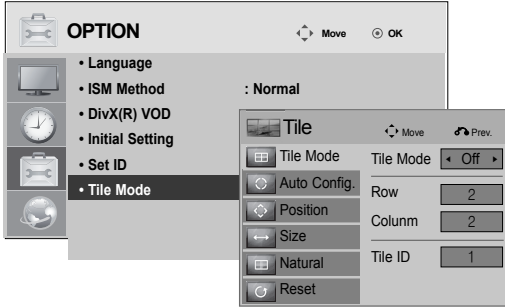 OPTION
Move
OK
• Language
• ISM Method : Normal
• DivX(R) VOD
• Initial Setting
• Set ID
• Tile Mode
Tile
Move
Prev.
Tile Mode
Auto Config.
Position
Size
Natural
Reset
Tile Mode Off
Row 2
Colunm 2
Tile ID 1